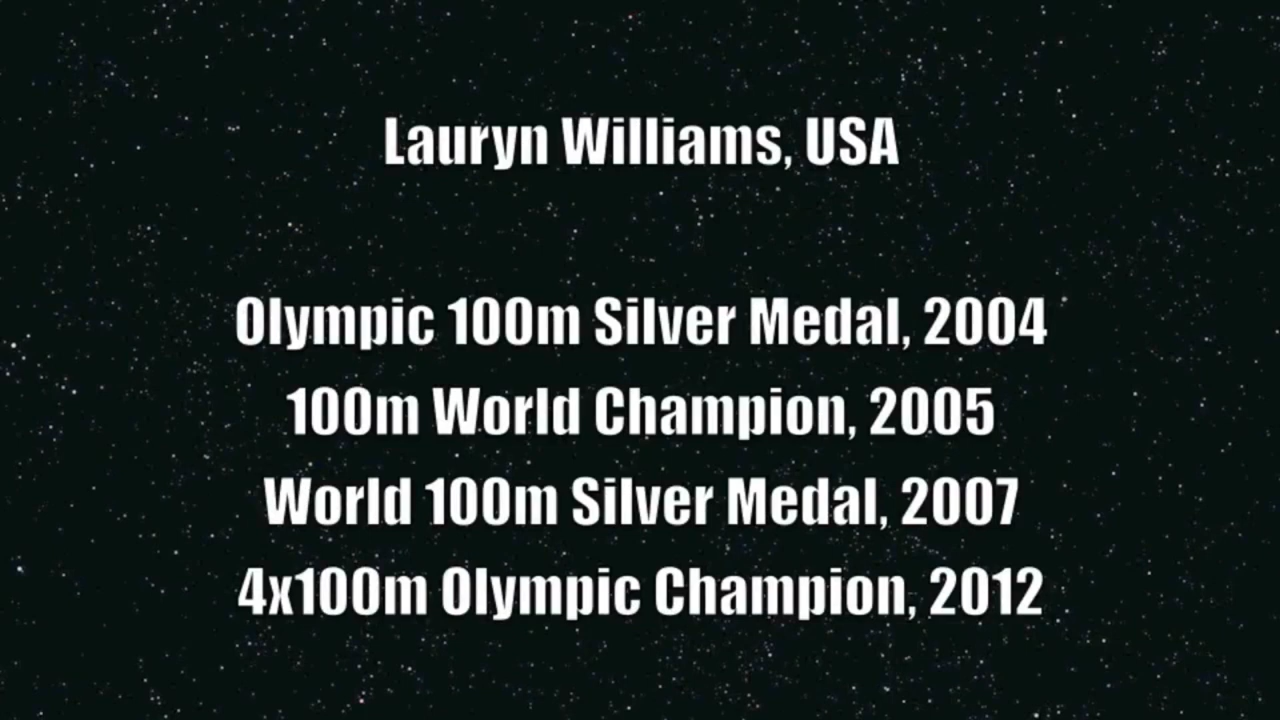 Lauryn Williams, USA
Olympic 100m Silver Medal, 2004
100m World Champion, 2005
World 100m Silver Medal, 2007
4x100m Olympic Champion, 2012